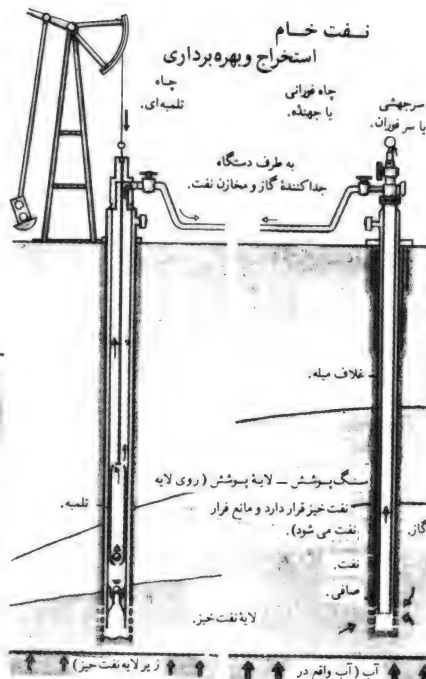 نفت خام
استخراج و بهره‌برداری
سرجهشی
یا سر فوران.
چاه فورانی
یا جهنده.
چاه
تلمبه‌ای.
به طرف دستگاه
جداکنندهٔ گاز و مخازن نفت.
غلاف میله.
سنگ پوشش – لایهٔ پوشش (روی لایه
نفت خیز قرار دارد و مانع فرار
نفت می شود).
گاز.
تلمبه.
نفت.
صافی.
لایهٔ نفت خیز.
آب (آب واقع در
زیر لایه نفت خیز)